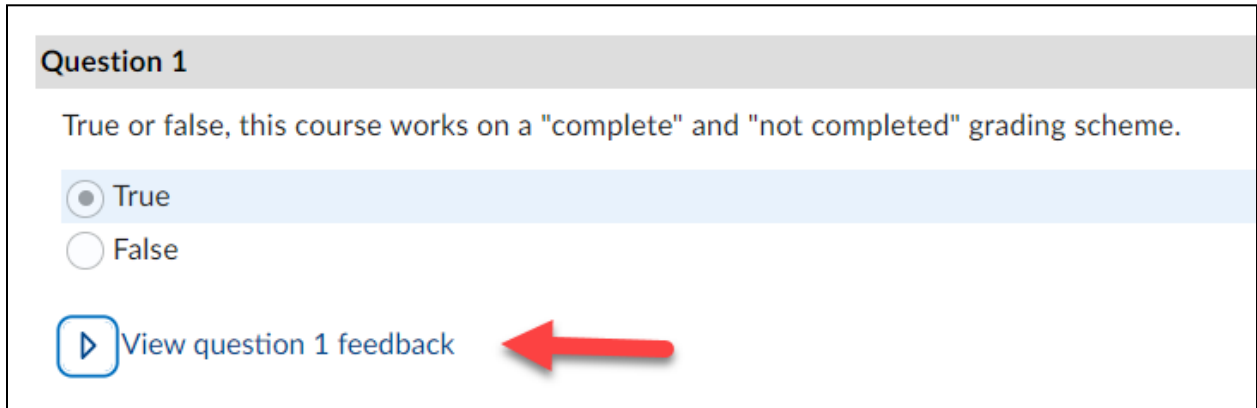 Question 1
True or false, this course works on a "complete" and "not completed" grading scheme.
True
False
View question 1 feedback